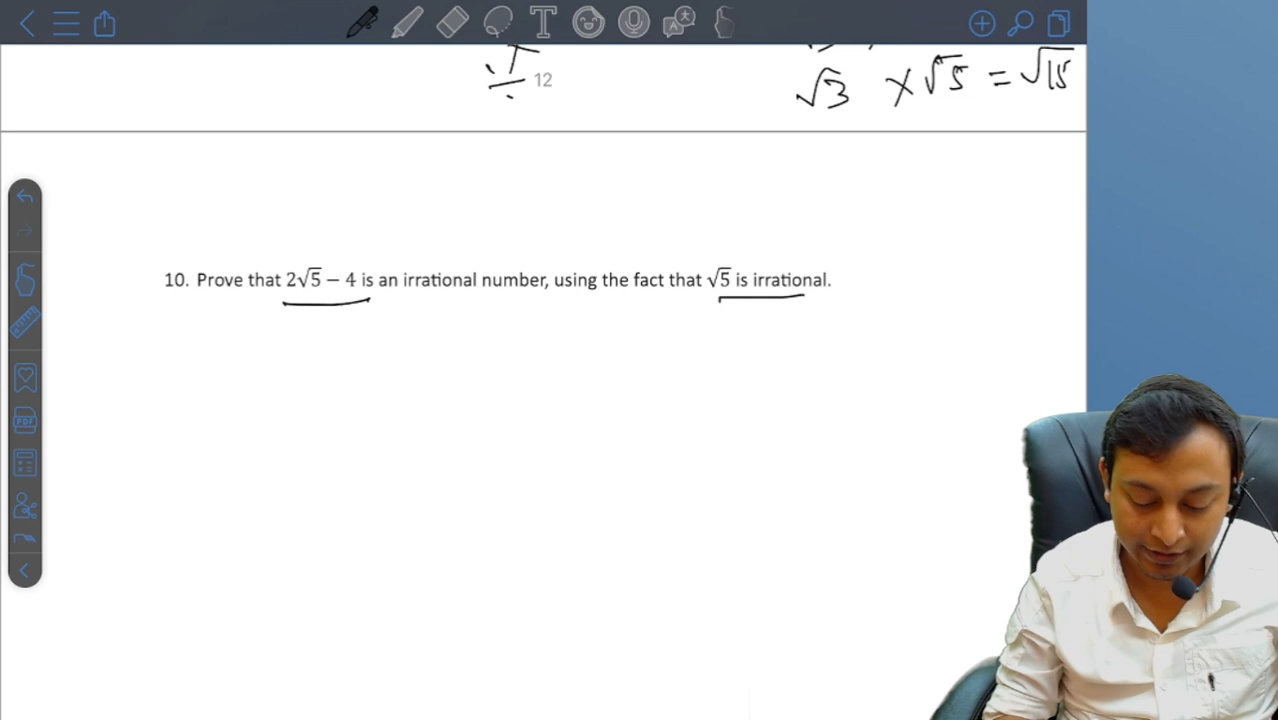 12
√3 × √5 = √15
10. Prove that 2√5 − 4 is an irrational number, using the fact that √5 is irrational.
PDF